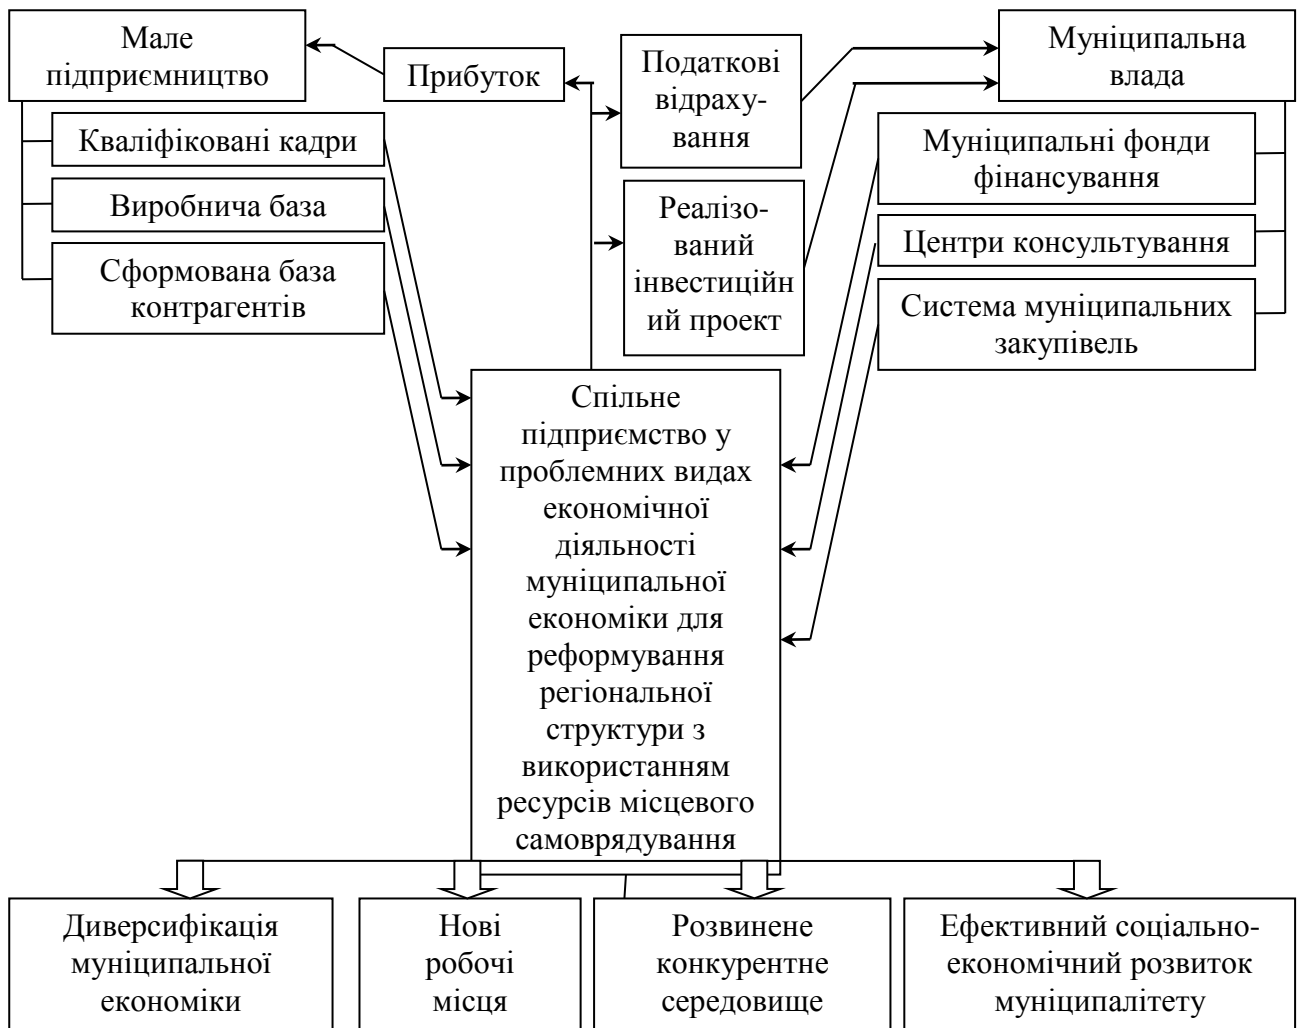 Мале
підприємництво
Прибуток
Податкові
відраху-
вання
Муніципальна
влада
Кваліфіковані кадри
Виробнича база
Сформована база
контрагентів
Реалізо-
ваний
інвестиційн
ий проект
Муніципальні фонди
фінансування
Центри консультування
Система муніципальних
закупівель
Спільне
підприємство у
проблемних видах
економічної
діяльності
муніципальної
економіки для
реформування
регіональної
структури з
використанням
ресурсів місцевого
самоврядування
Диверсифікація
муніципальної
економіки
Нові
робочі
місця
Розвинене
конкурентне
середовище
Ефективний соціально-
економічний розвиток
муніципалітету